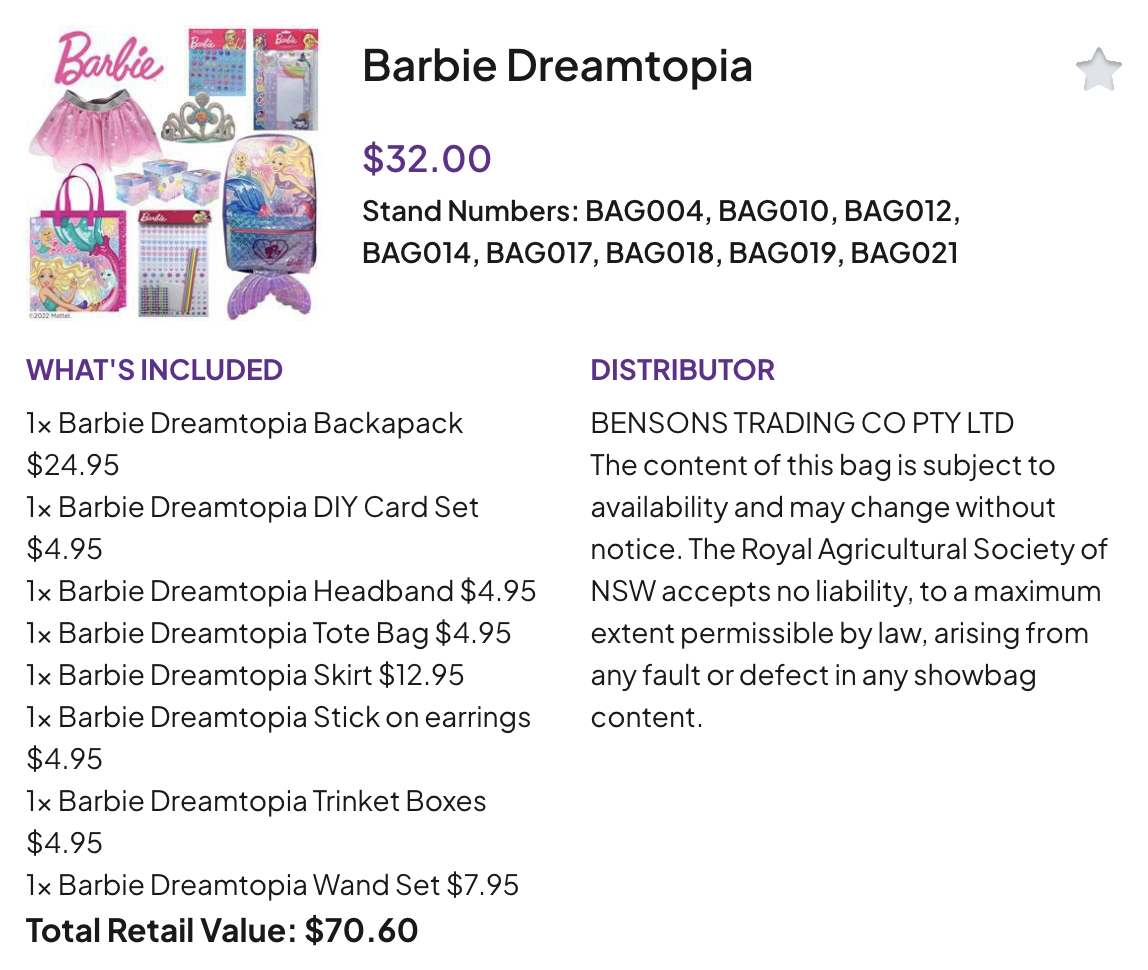 Barbie
Barbie
Barbie
Barbie Dreamtopia
$32.00
Stand Numbers: BAG004, BAG010, BAG012,
BAG014, BAG017, BAG018, BAG019, BAG021
Barbie
©2022 Mattel.
WHAT'S INCLUDED
1x Barbie Dreamtopia Backapack
$24.95
1x Barbie Dreamtopia DIY Card Set
$4.95
1x Barbie Dreamtopia Headband $4.95
1x Barbie Dreamtopia Tote Bag $4.95
1x Barbie Dreamtopia Skirt $12.95
1x Barbie Dreamtopia Stick on earrings
$4.95
1x Barbie Dreamtopia Trinket Boxes
$4.95
1x Barbie Dreamtopia Wand Set $7.95
Total Retail Value: $70.60
DISTRIBUTOR
BENSONS TRADING CO PTY LTD
The content of this bag is subject to
availability and may change without
notice. The Royal Agricultural Society of
NSW accepts no liability, to a maximum
extent permissible by law, arising from
any fault or defect in any showbag
content.